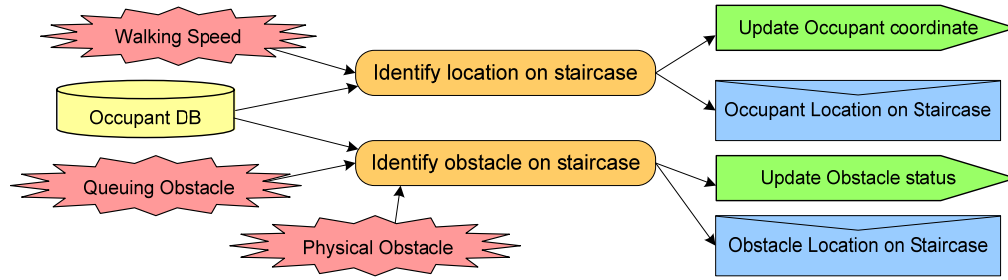 Walking Speed
Occupant DB
Queuing Obstacle
Physical Obstacle
Identify location on staircase
Identify obstacle on staircase
Update Occupant coordinate
Occupant Location on Staircase
Update Obstacle status
Obstacle Location on Staircase